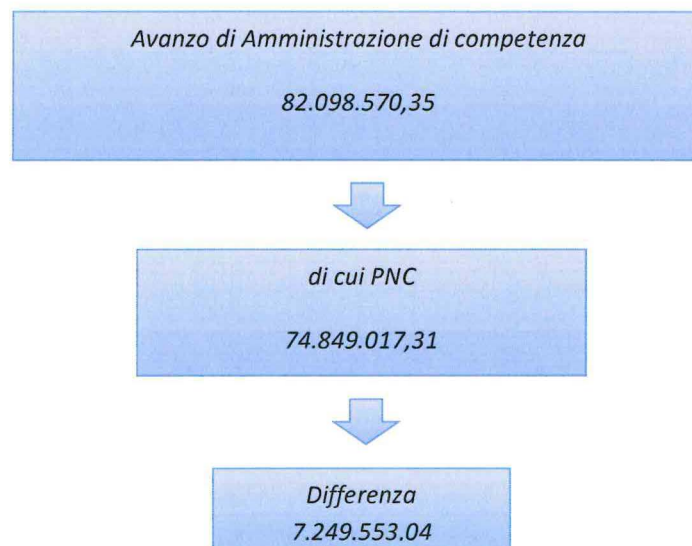 Avanzo di Amministrazione di competenza
82.098.570,35
di cui PNC
74.849.017,31
Differenza
7.249.553.04